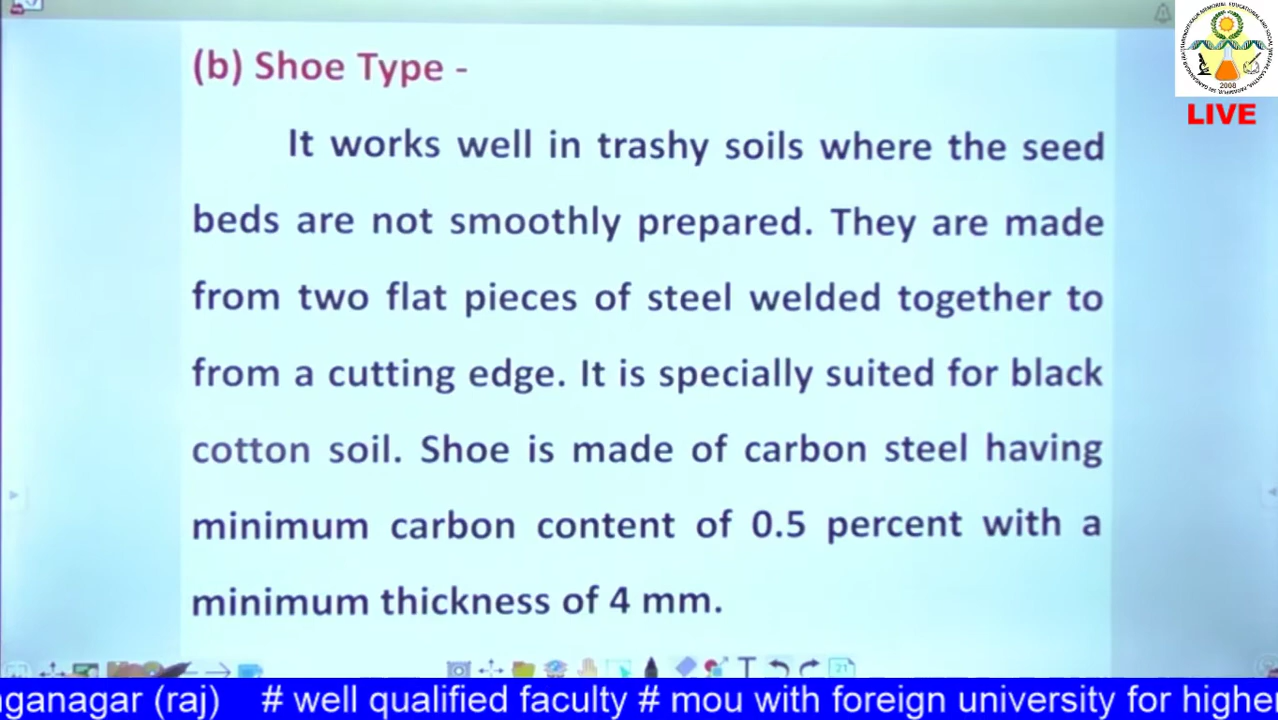 (b) Shoe Type -
It works well in trashy soils where the seed
beds are not smoothly prepared. They are made
from two flat pieces of steel welded together to
from a cutting edge. It is specially suited for black
cotton soil. Shoe is made of carbon steel having
minimum carbon content of 0.5 percent with a
minimum thickness of 4 mm.
2008
LIVE
21
nganagar (raj) # well qualified faculty # mou with foreign university for higher